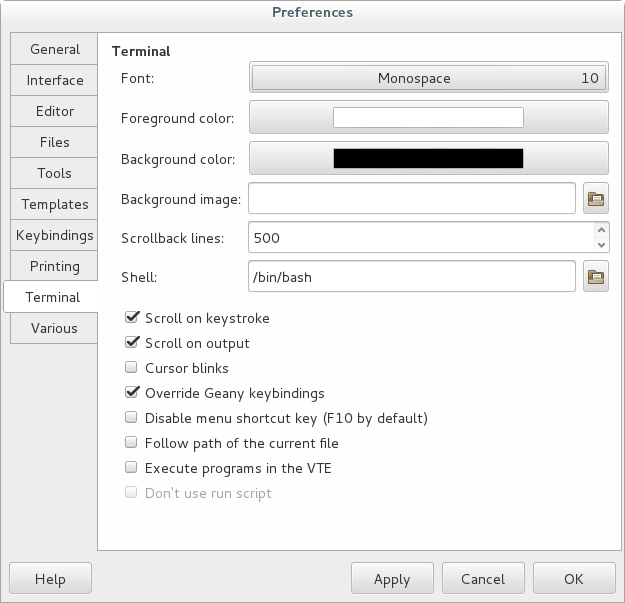 Preferences
General
Interface
Editor
Files
Tools
Templates
Keybindings
Printing
Terminal
Various
Terminal
Font: Monospace 10
Foreground color:
Background color:
Background image:
Scrollback lines: 500
Shell: /bin/bash
Scroll on keystroke
Scroll on output
Cursor blinks
Override Geany keybindings
Disable menu shortcut key (F10 by default)
Follow path of the current file
Execute programs in the VTE
Don't use run script
Help Apply Cancel OK